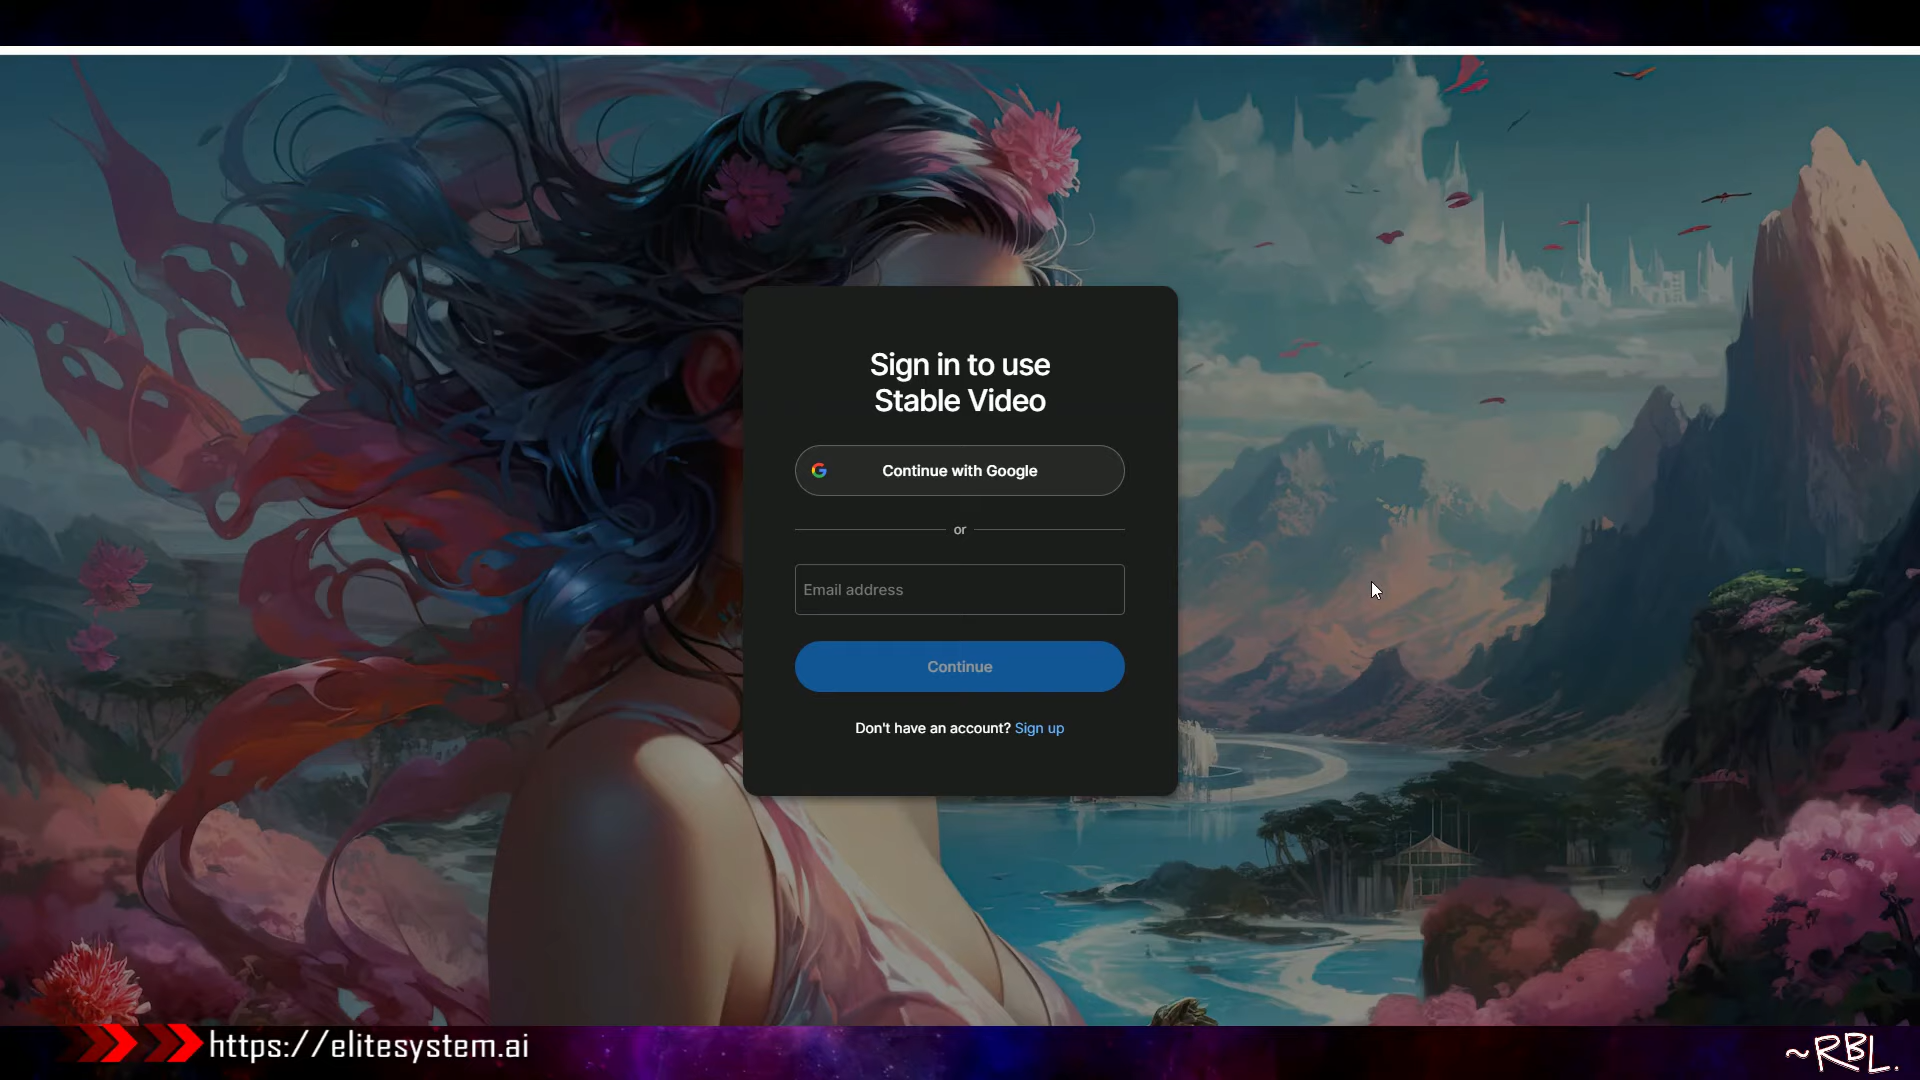 Sign in to use
Stable Video
Continue with Google
or
Email address
Continue
Don't have an account? Sign up
https://elitesystem.ai
~RBL.